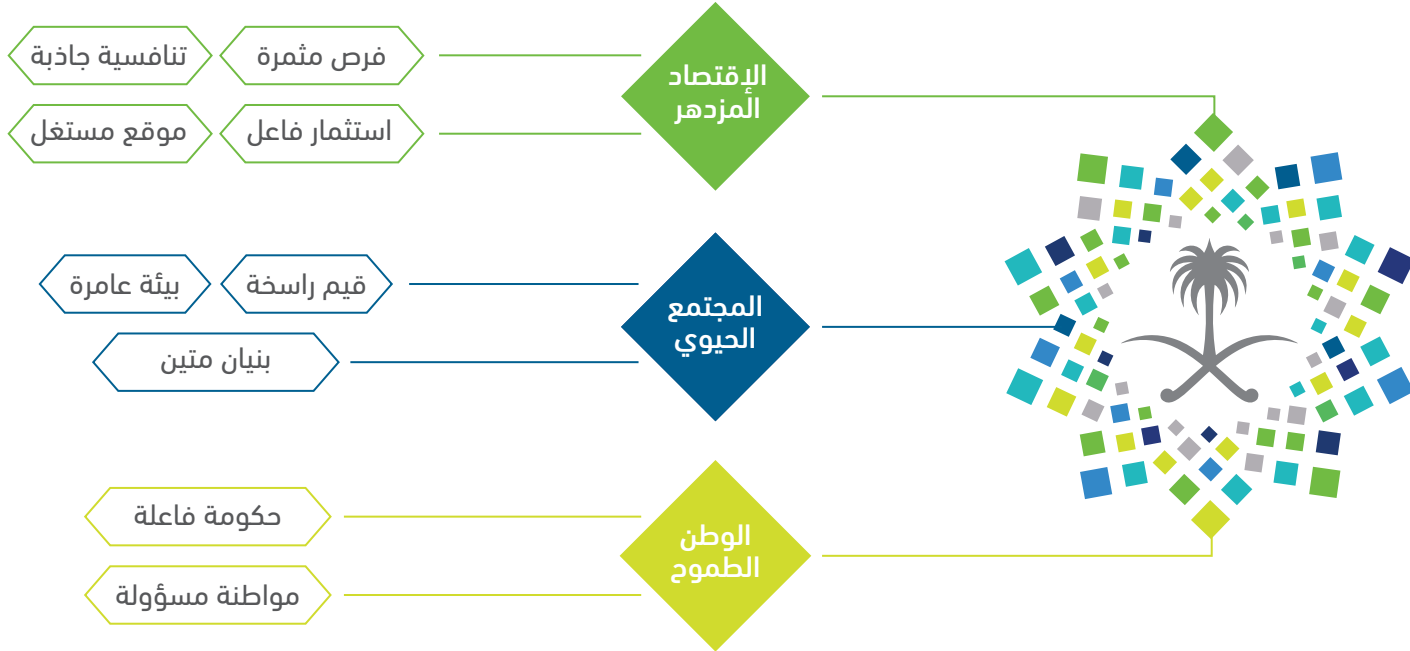 الإقتصاد
المزدهر
فرص مثمرة
تنافسية جاذبة
استثمار فاعل
موقع مستغل
المجتمع
الحيوي
قيم راسخة
بيئة عامرة
بنيان متين
الوطن
الطموح
حكومة فاعلة
مواطنة مسؤولة